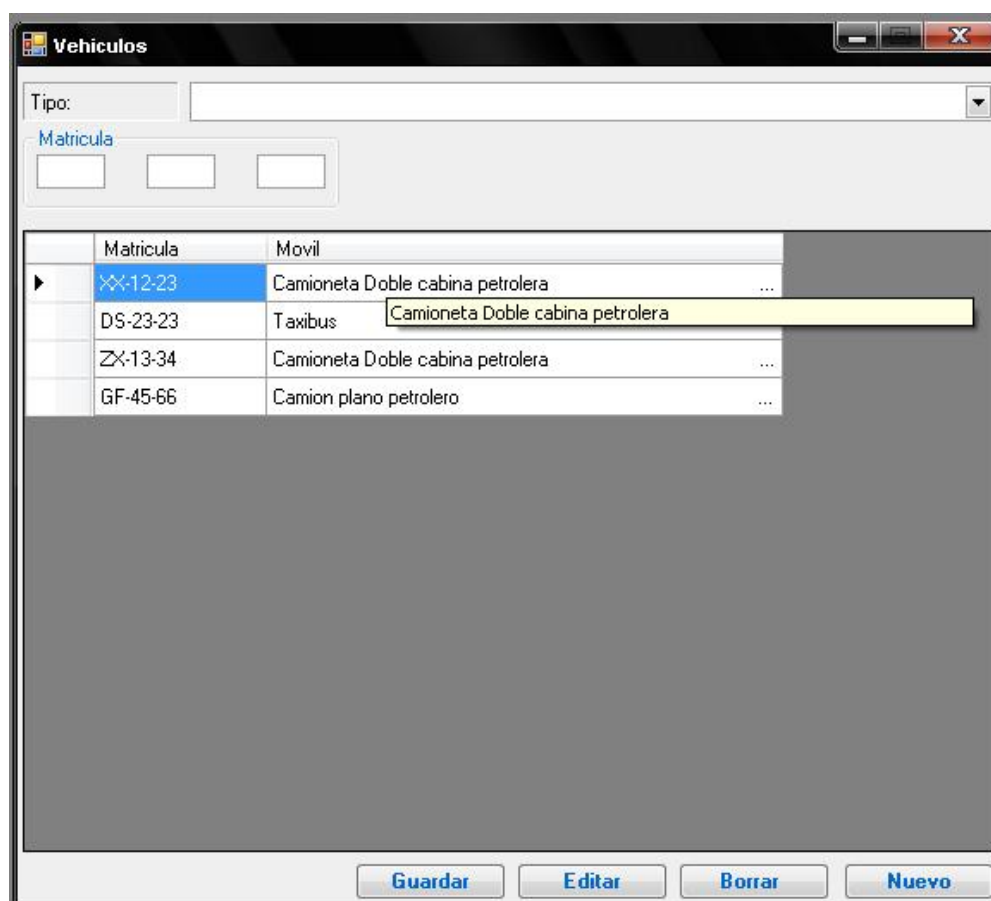 Vehiculos
Tipo:
Matricula
Matricula Movil
XX-12-23 Camioneta Doble cabina petrolera ...
Camioneta Doble cabina petrolera
DS-23-23 Taxibus
ZX-13-34 Camioneta Doble cabina petrolera ...
GF-45-66 Camion plano petrolero ...
Guardar Editar Borrar Nuevo